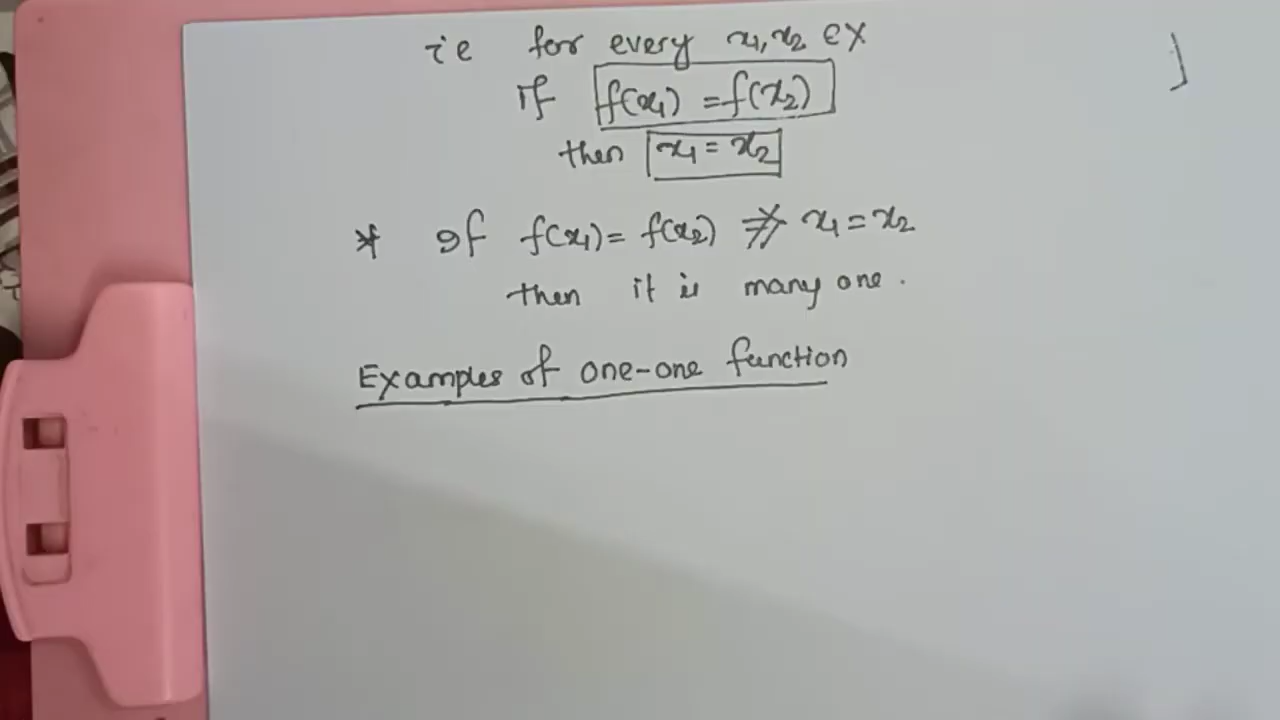 ie for every x₁, x₂ ∈ X
if f(x₁) = f(x₂)
then x₁ = x₂
* If f(x₁) = f(x₂) ⇏ x₁ = x₂
then it is many one.
Examples of one-one function